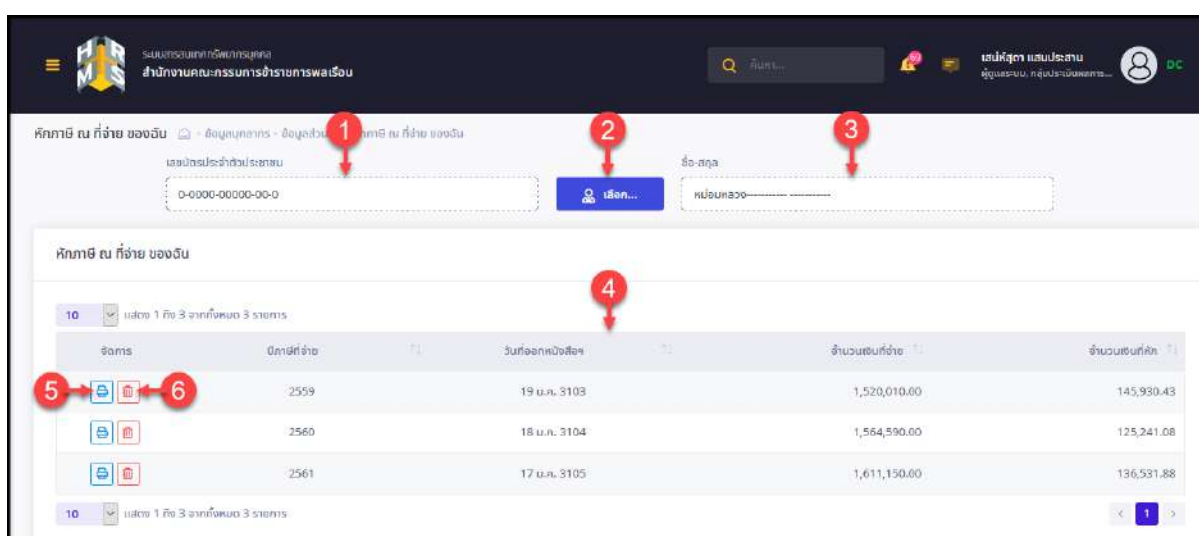 HR
MS
ระบบสารสนเทศทรัพยากรบุคคล
สำนักงานคณะกรรมการข้าราชการพลเรือน
ค้นหา...
เสน่ห์สุดา แสนประสาน
ผู้ดูแลระบบ, กลุ่มประเมินผลการ...
DC
หักภาษี ณ ที่จ่าย ของฉัน - ข้อมูลบุคลากร - ภาษี ณ ที่จ่าย ของฉัน
1
2
3
เลขบัตรประจำตัวประชาชน
ชื่อ-สกุล
0-0000-00000-00-0
เลือก...
หม่อมหลวง----------- -----------
หักภาษี ณ ที่จ่าย ของฉัน
4
10 แสดง 1 ถึง 3 จากทั้งหมด 3 รายการ
จัดการ ปีภาษีที่จ่าย วันที่ออกหนังสือฯ จำนวนเงินที่จ่าย จำนวนเงินที่หัก
5 6 2559 19 ม.ค. 3103 1,520,010.00 145,930.43
2560 18 ม.ค. 3104 1,564,590.00 125,241.08
2561 17 ม.ค. 3105 1,611,150.00 136,531.88
10 แสดง 1 ถึง 3 จากทั้งหมด 3 รายการ < 1 >